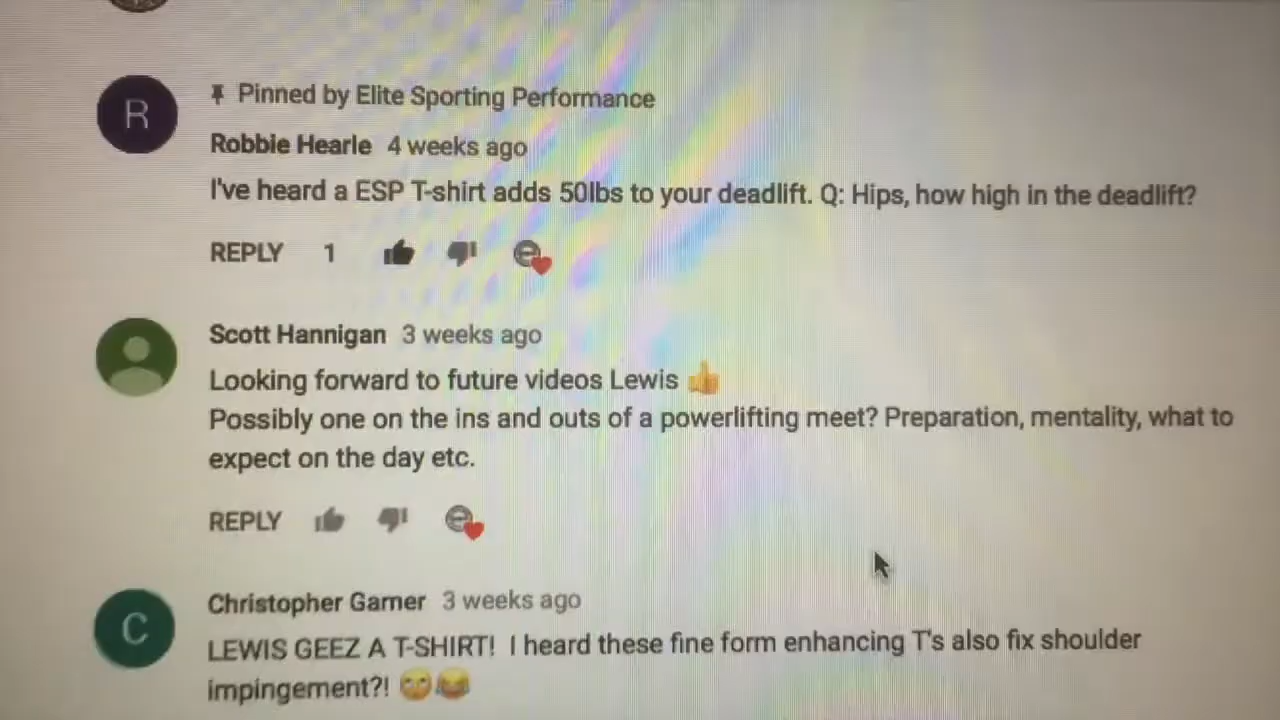 R
Pinned by Elite Sporting Performance
Robbie Hearle 4 weeks ago
I've heard a ESP T-shirt adds 50lbs to your deadlift. Q: Hips, how high in the deadlift?
REPLY 1
Scott Hannigan 3 weeks ago
Looking forward to future videos Lewis 👍
Possibly one on the ins and outs of a powerlifting meet? Preparation, mentality, what to
expect on the day etc.
REPLY
C
Christopher Garner 3 weeks ago
LEWIS GEEZ A T-SHIRT! I heard these fine form enhancing T's also fix shoulder
impingement?! 🙄😂